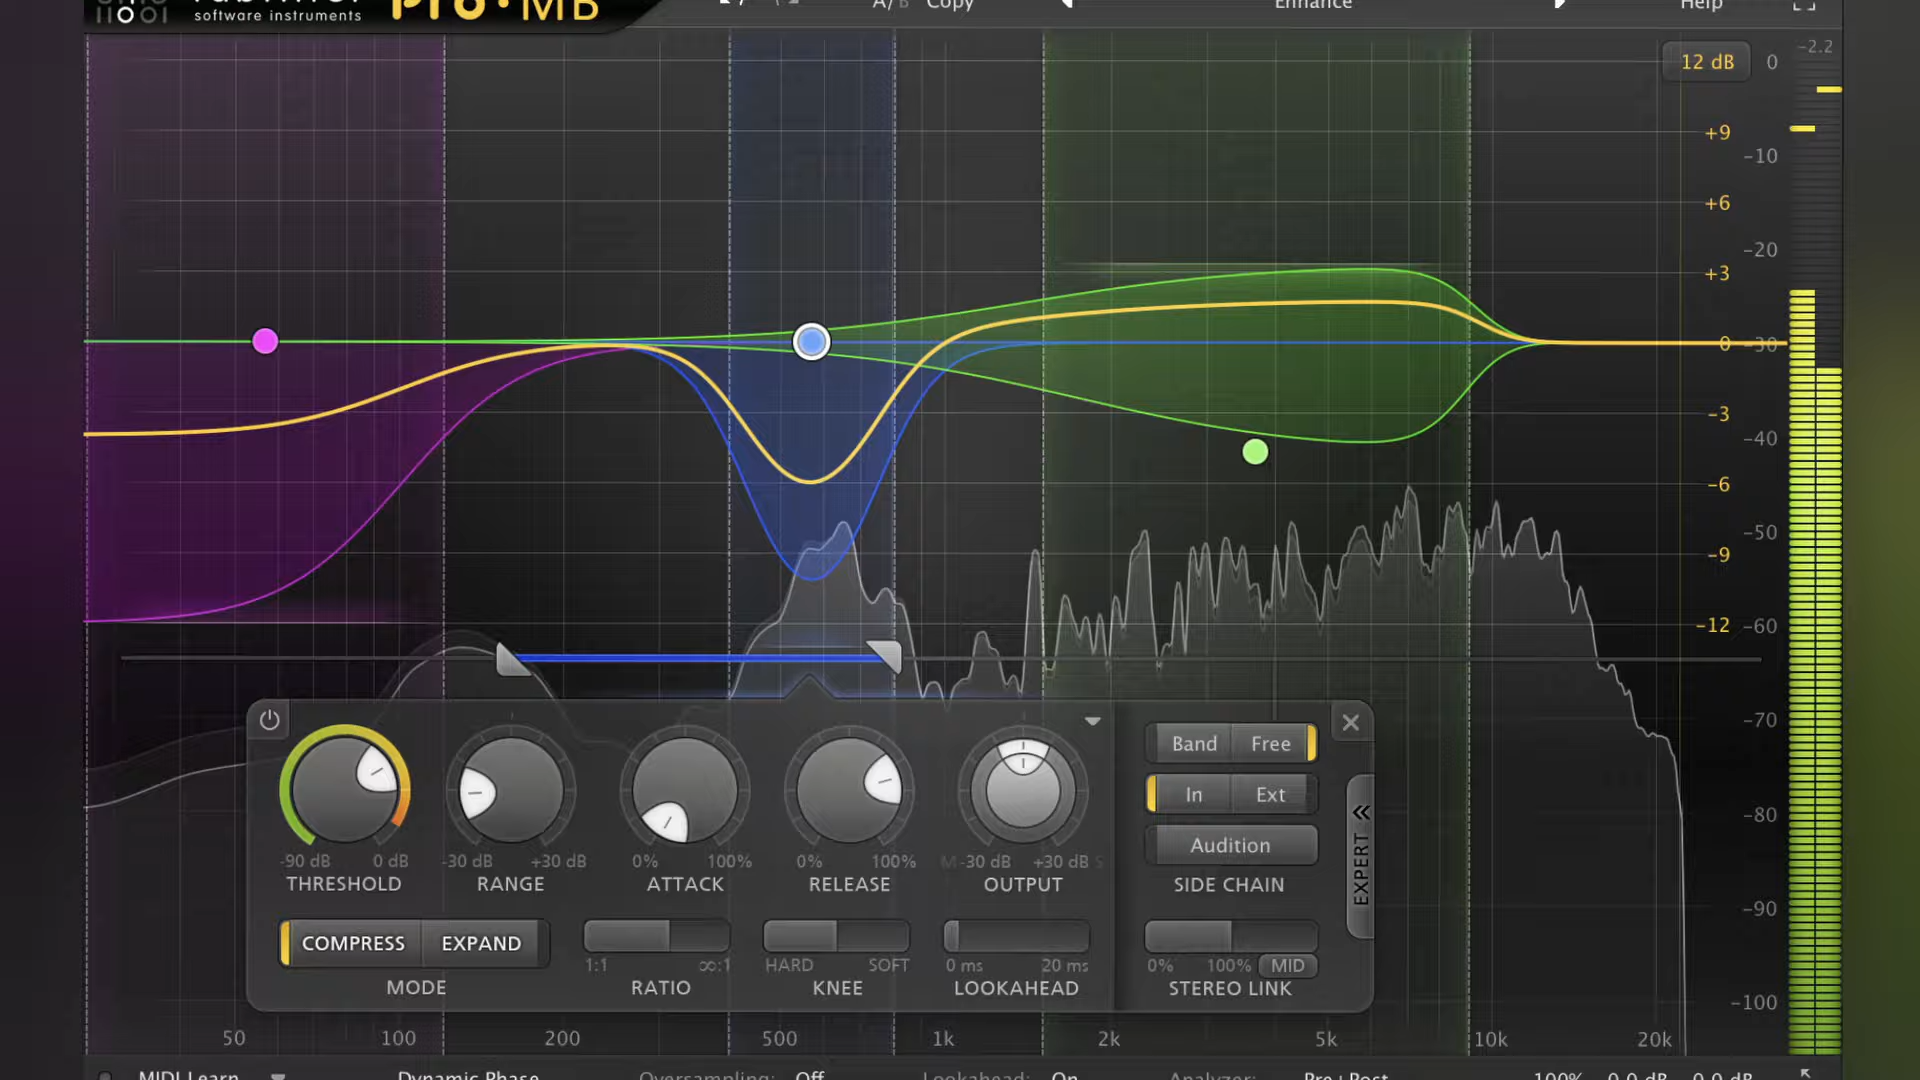 software instruments
Pro·MB
A/B Copy Enhance Help
12 dB 0 -2.2
+9
-10
+6
-20
+3
0 -30
-3
-40
-6
-50
-9
-12 -60
-70
-80
-90
-100
Band Free
In Ext
Audition
SIDE CHAIN
EXPERT
-90 dB 0 dB -30 dB +30 dB 0% 100% 0% 100% M -30 dB +30 dB S
THRESHOLD RANGE ATTACK RELEASE OUTPUT
COMPRESS EXPAND
MODE
1:1 ∞:1
RATIO
HARD SOFT
KNEE
0 ms 20 ms
LOOKAHEAD
0% 100% MID
STEREO LINK
50 100 200 500 1k 2k 5k 10k 20k
MIDI Learn Dynamic Phase Oversampling: Off Lookahead: On Analyzer: Pre+Post 100% 0.0 dB 0.0 dB